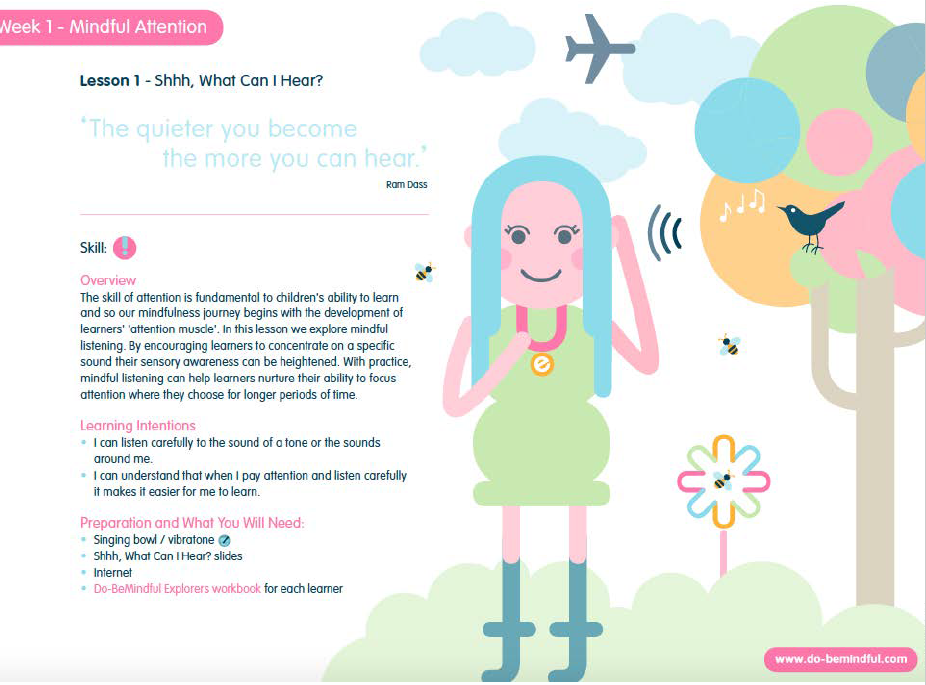 Week 1 - Mindful Attention
Lesson 1 - Shhh, What Can I Hear?
‘The quieter you become
the more you can hear.’
Ram Dass
Skill: !
Overview
The skill of attention is fundamental to children's ability to learn
and so our mindfulness journey begins with the development of
learners' 'attention muscle'. In this lesson we explore mindful
listening. By encouraging learners to concentrate on a specific
sound their sensory awareness can be heightened. With practice,
mindful listening can help learners nurture their ability to focus
attention where they choose for longer periods of time.
Learning Intentions
• I can listen carefully to the sound of a tone or the sounds
around me.
• I can understand that when I pay attention and listen carefully
it makes it easier for me to learn.
Preparation and What You Will Need:
• Singing bowl / vibratone
• Shhh, What Can I Hear? slides
• Internet
• Do-BeMindful Explorers workbook for each learner
e
www.do-bemindful.com